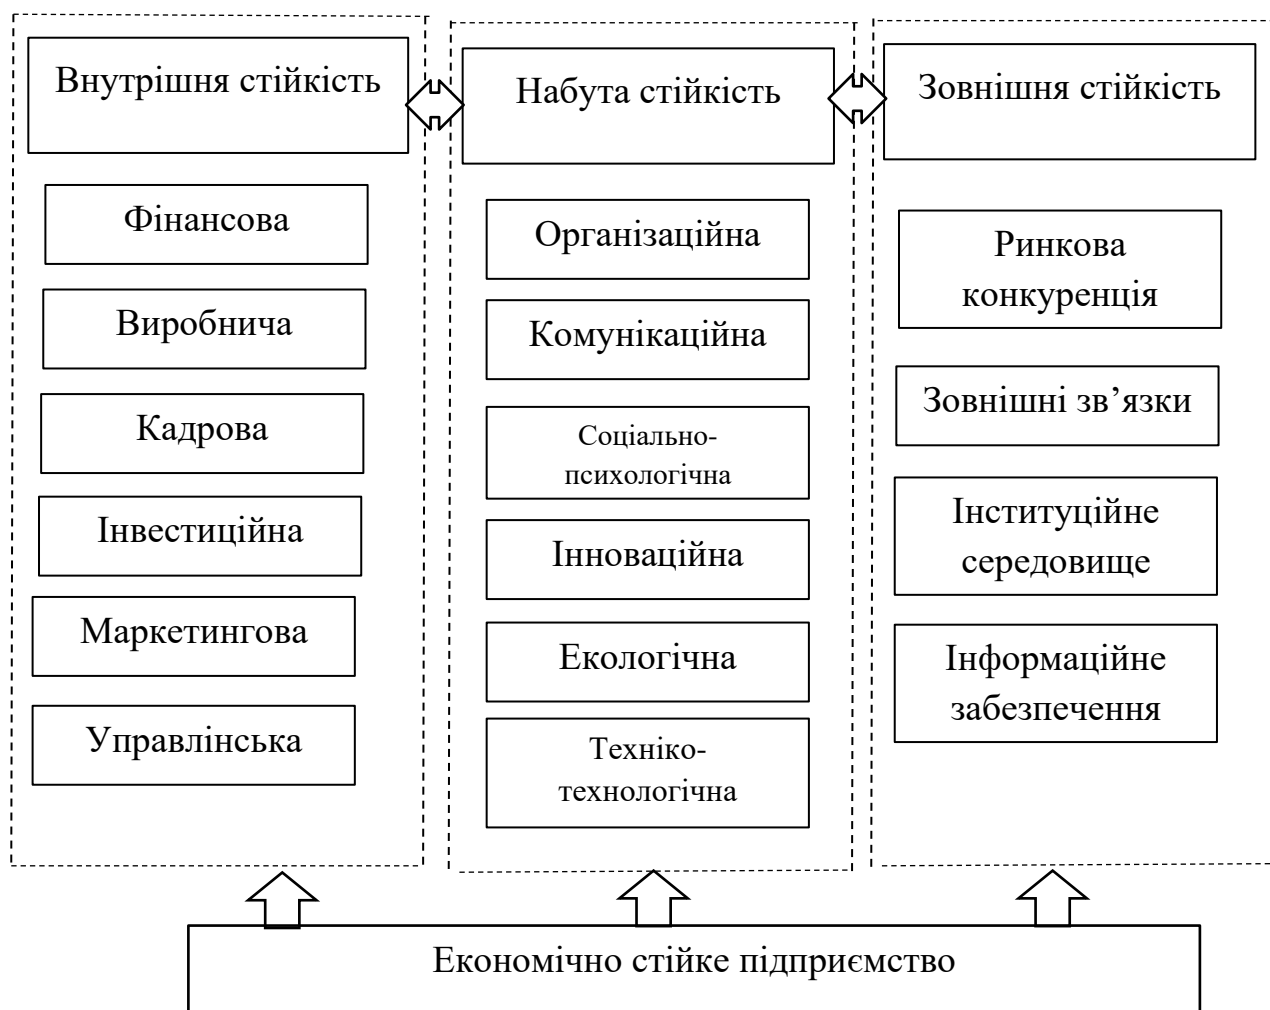 Внутрішня стійкість
Фінансова
Виробнича
Кадрова
Інвестиційна
Маркетингова
Управлінська
Набута стійкість
Організаційна
Комунікаційна
Соціально-
психологічна
Інноваційна
Екологічна
Техніко-
технологічна
Зовнішня стійкість
Ринкова
конкуренція
Зовнішні зв’язки
Інституційне
середовище
Інформаційне
забезпечення
Економічно стійке підприємство